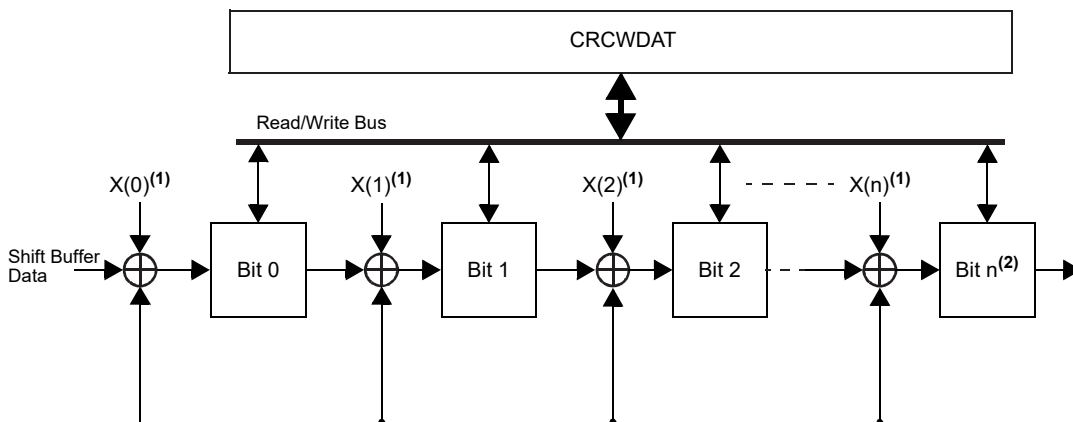 CRCWDAT
Read/Write Bus
X(0)(1) X(1)(1) X(2)(1) X(n)(1)
Shift Buffer
Data
Bit 0 Bit 1 Bit 2 Bit n(2)